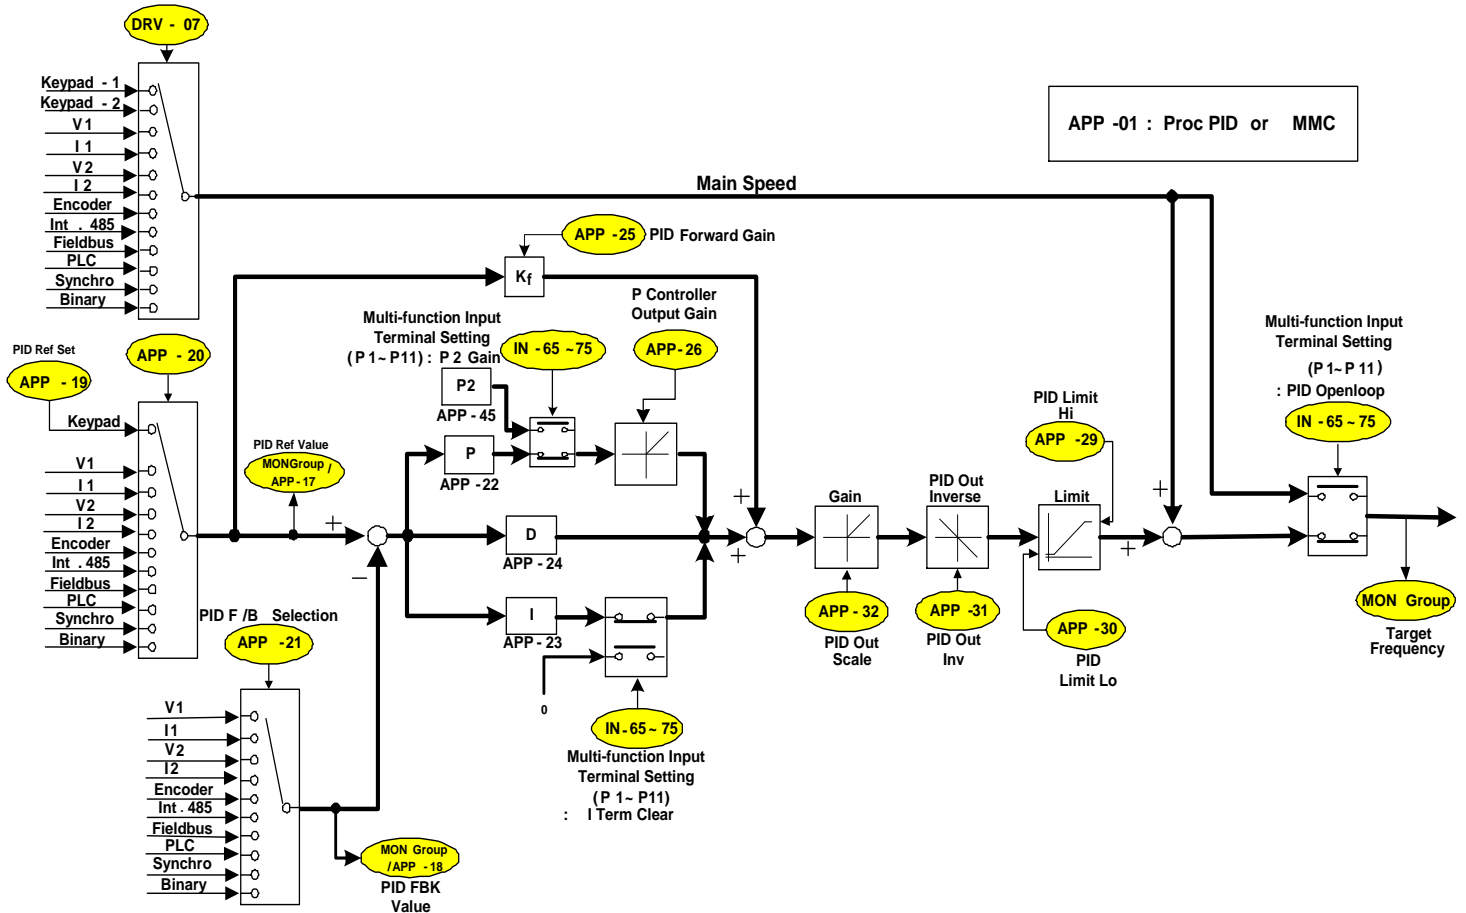 DRV - 07
Keypad - 1
Keypad - 2
V1
I1
V2
I2
Encoder
Int . 485
Fieldbus
PLC
Synchro
Binary
APP -01 : Proc PID or MMC
Main Speed
APP -25 PID Forward Gain
Kf
PID Ref Set
APP - 19
APP - 20
Keypad
V1
I1
V2
I2
Encoder
Int . 485
Fieldbus
PLC
Synchro
Binary
PID Ref Value
MONGroup /
APP-17
+
−
Multi-function Input
Terminal Setting
(P 1~ P11) : P 2 Gain
IN - 65 ~75
P2
APP - 45
P
APP -22
P Controller
Output Gain
APP-26
D
APP -24
I
APP-23
0
IN-65~ 75
Multi-function Input
Terminal Setting
(P 1~ P11)
: I Term Clear
PID F /B Selection
APP -21
V1
I1
V2
I2
Encoder
Int . 485
Fieldbus
PLC
Synchro
Binary
MON Group
/APP -18
PID FBK
Value
+
+
Gain
APP - 32
PID Out
Scale
PID Out
Inverse
APP -31
PID Out
Inv
PID Limit
Hi
APP -29
Limit
APP -30
PID
Limit Lo
+
+
Multi-function Input
Terminal Setting
(P 1~ P 11)
: PID Openloop
IN - 65 ~ 75
MON Group
Target
Frequency